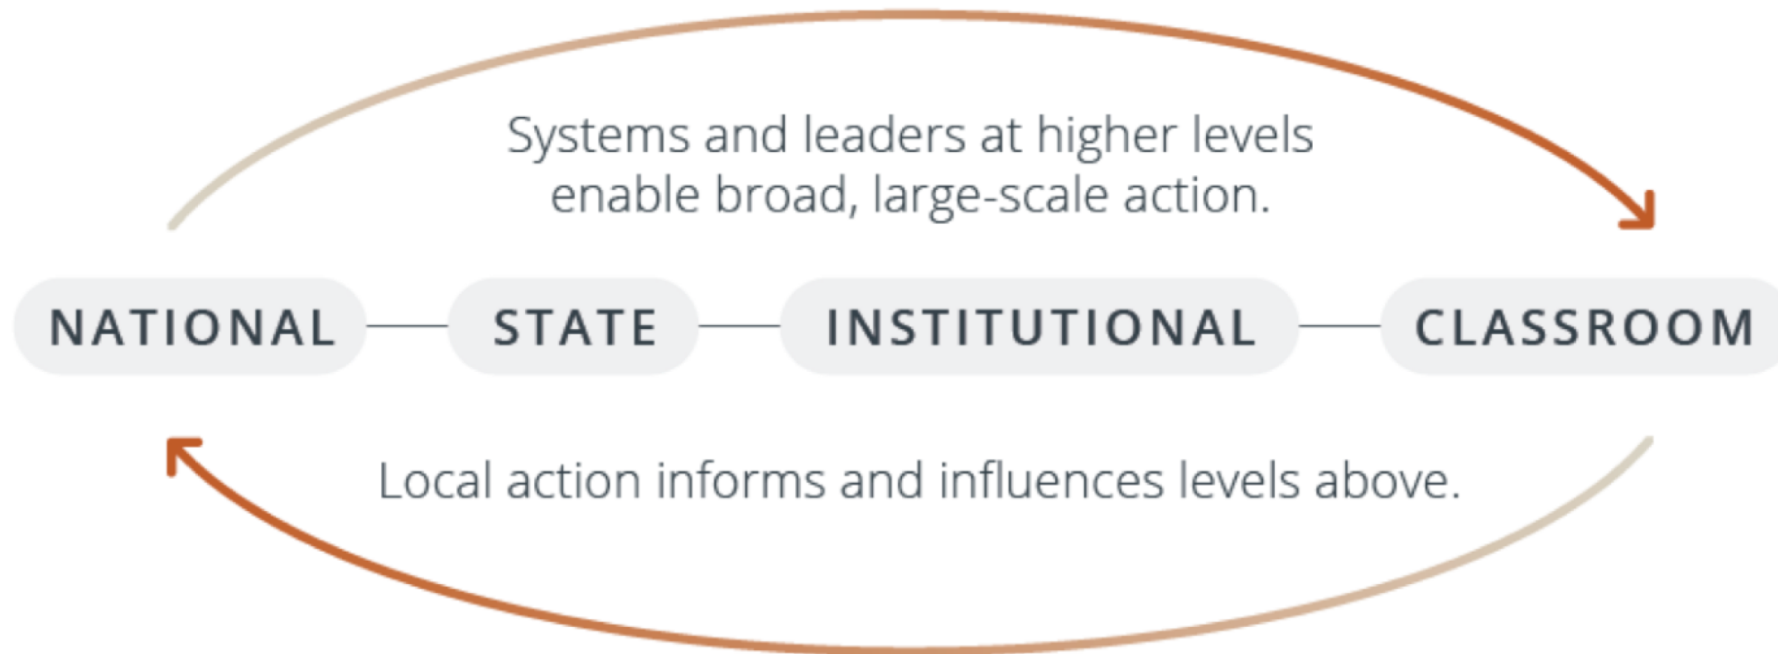 Systems and leaders at higher levels
enable broad, large-scale action.
NATIONAL STATE INSTITUTIONAL CLASSROOM
Local action informs and influences levels above.